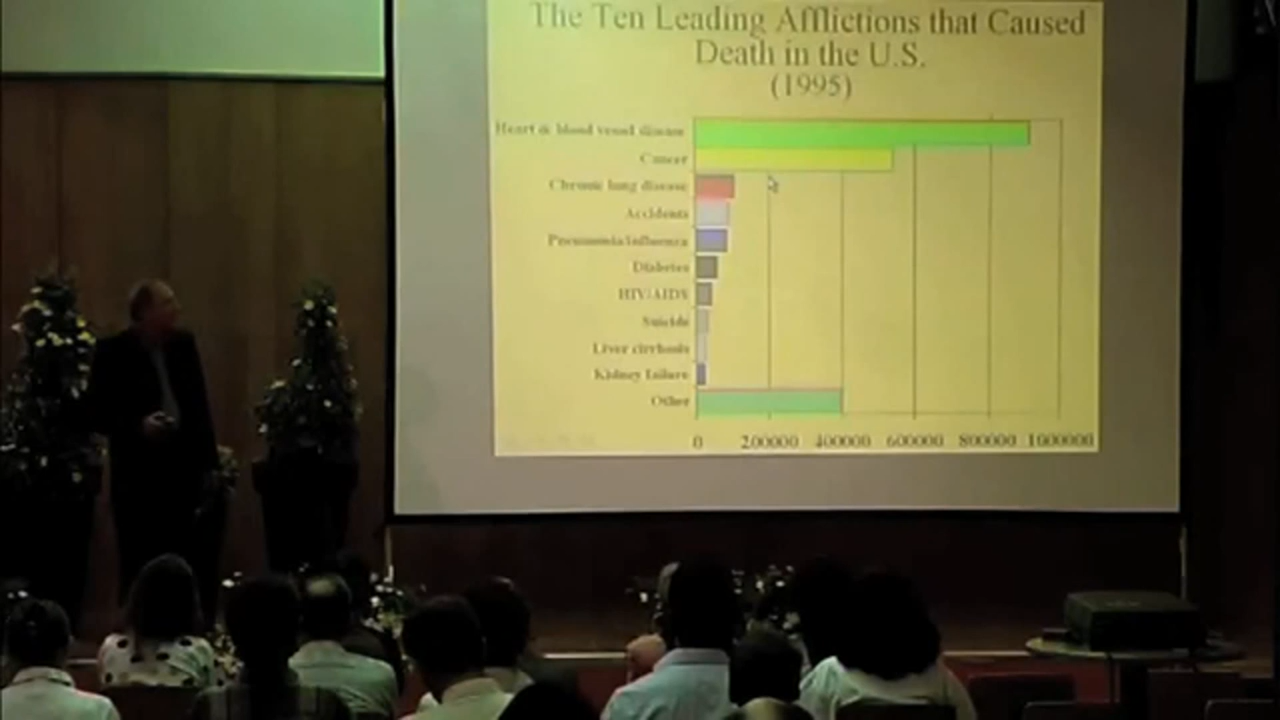 The Ten Leading Afflictions that Caused
Death in the U.S.
(1995)
Heart & blood vessel disease
Cancer
Chronic lung disease
Accidents
Pneumonia/influenza
Diabetes
HIV/AIDS
Suicide
Liver cirrhosis
Kidney failure
Other
0 200000 400000 600000 800000 1000000